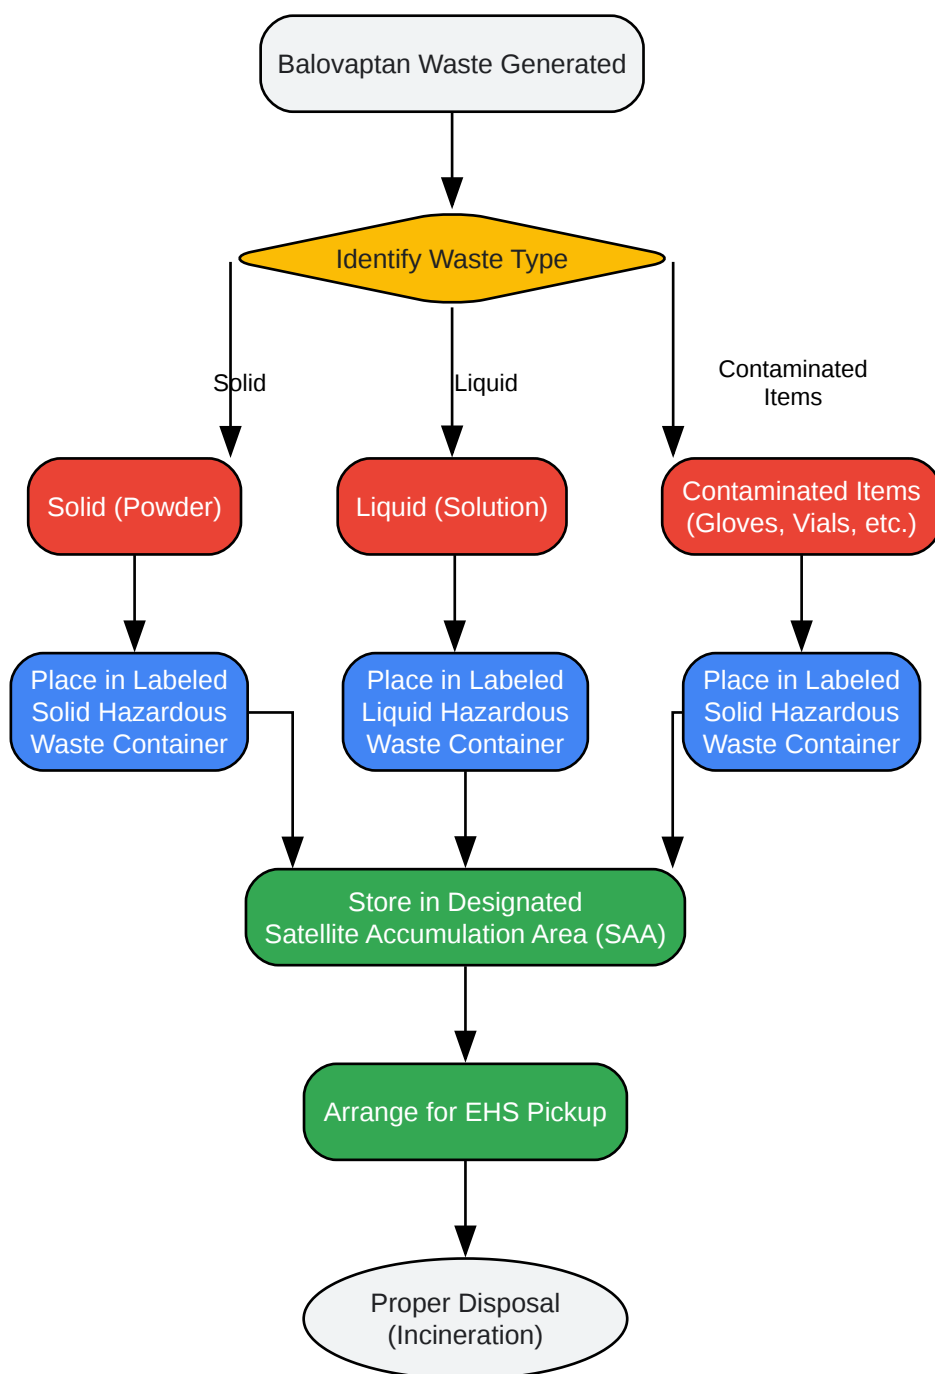 Balovaptan Waste Generated
Identify Waste Type
Solid
Liquid
Contaminated
Items
Solid (Powder)
Liquid (Solution)
Contaminated Items
(Gloves, Vials, etc.)
Place in Labeled
Solid Hazardous
Waste Container
Place in Labeled
Liquid Hazardous
Waste Container
Place in Labeled
Solid Hazardous
Waste Container
Store in Designated
Satellite Accumulation Area (SAA)
Arrange for EHS Pickup
Proper Disposal
(Incineration)